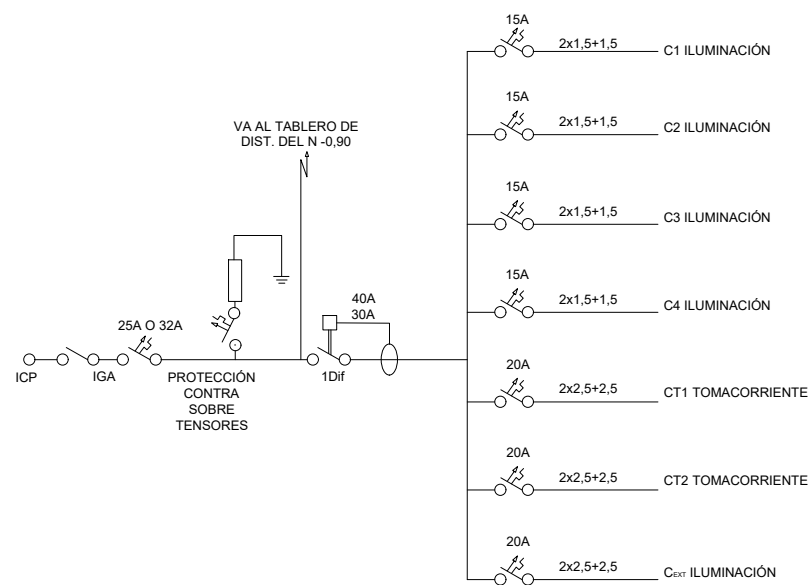 15A
2x1,5+1,5
C1 ILUMINACIÓN
15A
2x1,5+1,5
C2 ILUMINACIÓN
VA AL TABLERO DE
DIST. DEL N -0,90
15A
2x1,5+1,5
C3 ILUMINACIÓN
15A
2x1,5+1,5
C4 ILUMINACIÓN
40A
30A
25A O 32A
ICP
IGA
PROTECCIÓN
CONTRA
SOBRE
TENSORES
1Dif
20A
2x2,5+2,5
CT1 TOMACORRIENTE
20A
2x2,5+2,5
CT2 TOMACORRIENTE
20A
2x2,5+2,5
CEXT ILUMINACIÓN